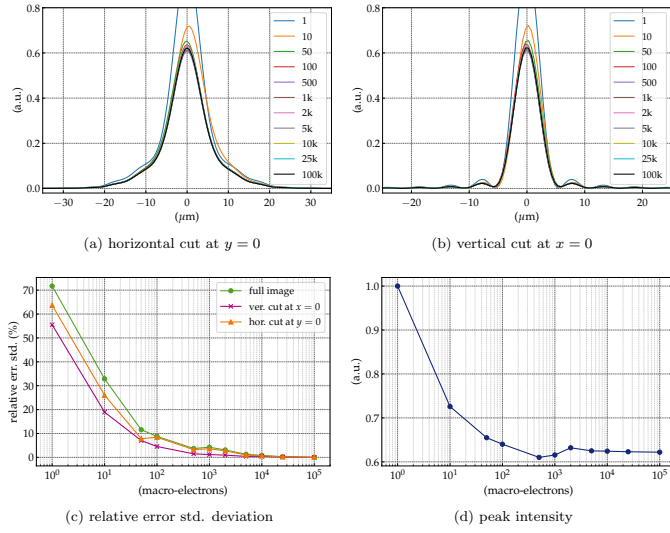 0.8
0.6
0.4
0.2
0.0
(a.u.)
−30 −20 −10 0 10 20 30
(µm)
1
10
50
100
500
1k
2k
5k
10k
25k
100k
(a) horizontal cut at y = 0
0.8
0.6
0.4
0.2
0.0
(a.u.)
−20 −10 0 10 20
(µm)
1
10
50
100
500
1k
2k
5k
10k
25k
100k
(b) vertical cut at x = 0
70
60
50
40
30
20
10
0
relative err. std. (%)
10⁰ 10¹ 10² 10³ 10⁴ 10⁵
(macro-electrons)
full image
ver. cut at x = 0
hor. cut at y = 0
(c) relative error std. deviation
1.0
0.9
0.8
0.7
0.6
(a.u.)
10⁰ 10¹ 10² 10³ 10⁴ 10⁵
(macro-electrons)
(d) peak intensity